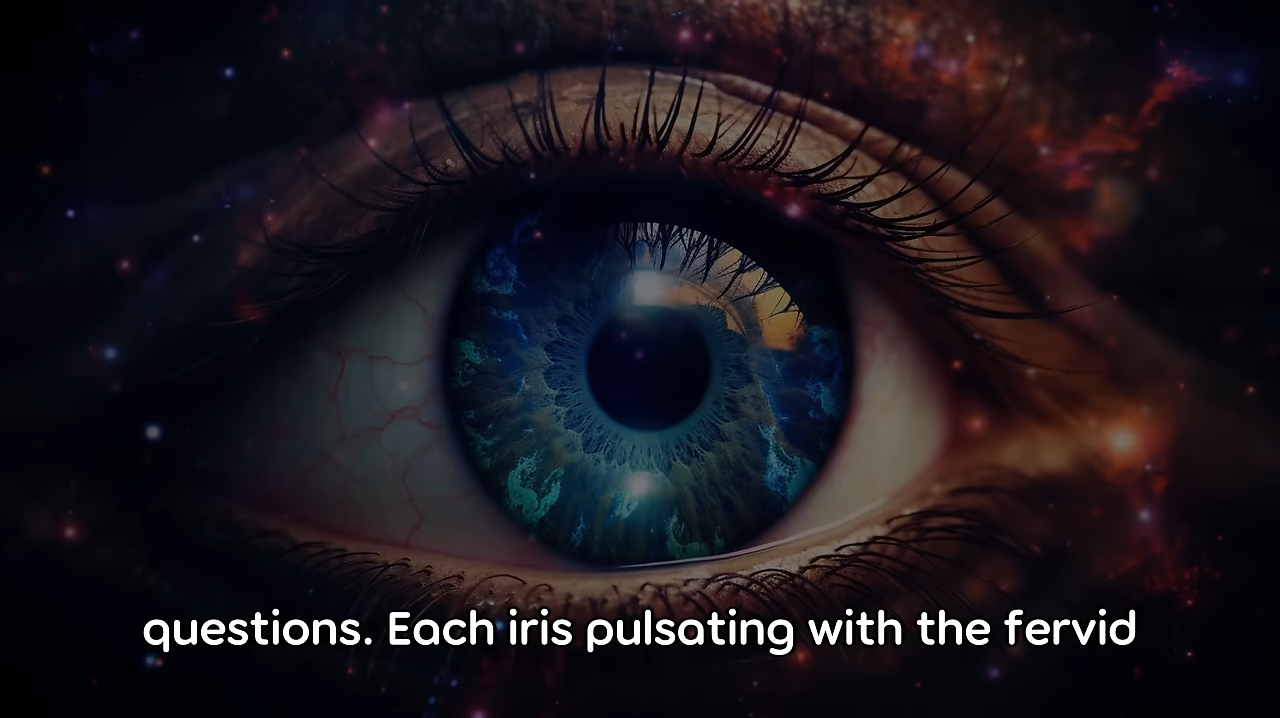 questions. Each iris pulsating with the fervid